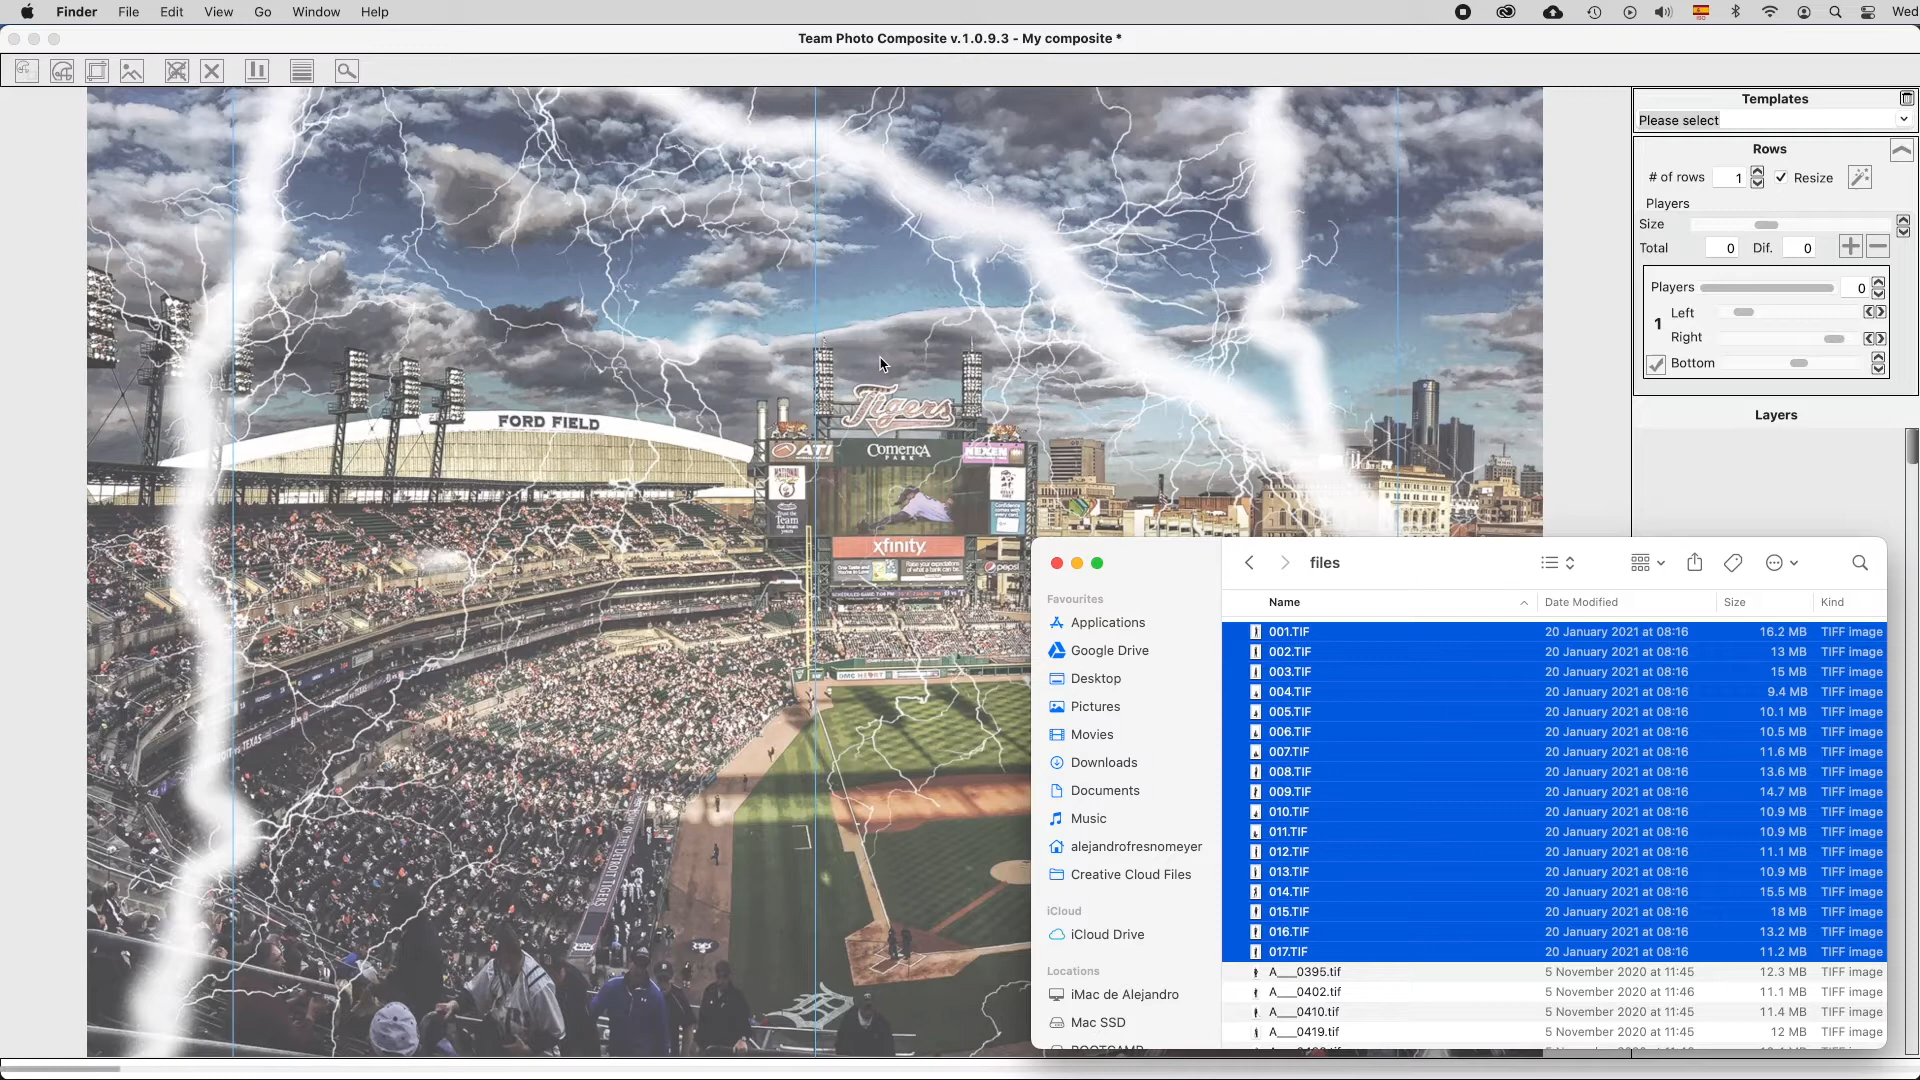 Finder File Edit View Go Window Help
ISO
Wed
Team Photo Composite v.1.0.9.3 - My composite *
Templates
Please select
Rows
# of rows 1 Resize
Players
Size
Total 0 Dif. 0
Players 0
1
Left
Right
Bottom
Layers
FORD FIELD
Tigers
ATI
COMERICA
PARK
NEXEN
xfinity
pepsi
DMC HEART
files
Name Date Modified Size Kind
001.TIF 20 January 2021 at 08:16 16.2 MB TIFF image
002.TIF 20 January 2021 at 08:16 13 MB TIFF image
003.TIF 20 January 2021 at 08:16 15 MB TIFF image
004.TIF 20 January 2021 at 08:16 9.4 MB TIFF image
005.TIF 20 January 2021 at 08:16 10.1 MB TIFF image
006.TIF 20 January 2021 at 08:16 10.5 MB TIFF image
007.TIF 20 January 2021 at 08:16 11.6 MB TIFF image
008.TIF 20 January 2021 at 08:16 13.6 MB TIFF image
009.TIF 20 January 2021 at 08:16 14.7 MB TIFF image
010.TIF 20 January 2021 at 08:16 10.9 MB TIFF image
011.TIF 20 January 2021 at 08:16 10.9 MB TIFF image
012.TIF 20 January 2021 at 08:16 11.1 MB TIFF image
013.TIF 20 January 2021 at 08:16 10.9 MB TIFF image
014.TIF 20 January 2021 at 08:16 15.5 MB TIFF image
015.TIF 20 January 2021 at 08:16 18 MB TIFF image
016.TIF 20 January 2021 at 08:16 13.2 MB TIFF image
017.TIF 20 January 2021 at 08:16 11.2 MB TIFF image
A___0395.tif 5 November 2020 at 11:45 12.3 MB TIFF image
A___0402.tif 5 November 2020 at 11:46 11.1 MB TIFF image
A___0410.tif 5 November 2020 at 11:45 11.4 MB TIFF image
A___0419.tif 5 November 2020 at 11:45 12 MB TIFF image
Favourites
Applications
Google Drive
Desktop
Pictures
Movies
Downloads
Documents
Music
alejandrofresnomeyer
Creative Cloud Files
iCloud
iCloud Drive
Locations
iMac de Alejandro
Mac SSD
BOOTCAMP